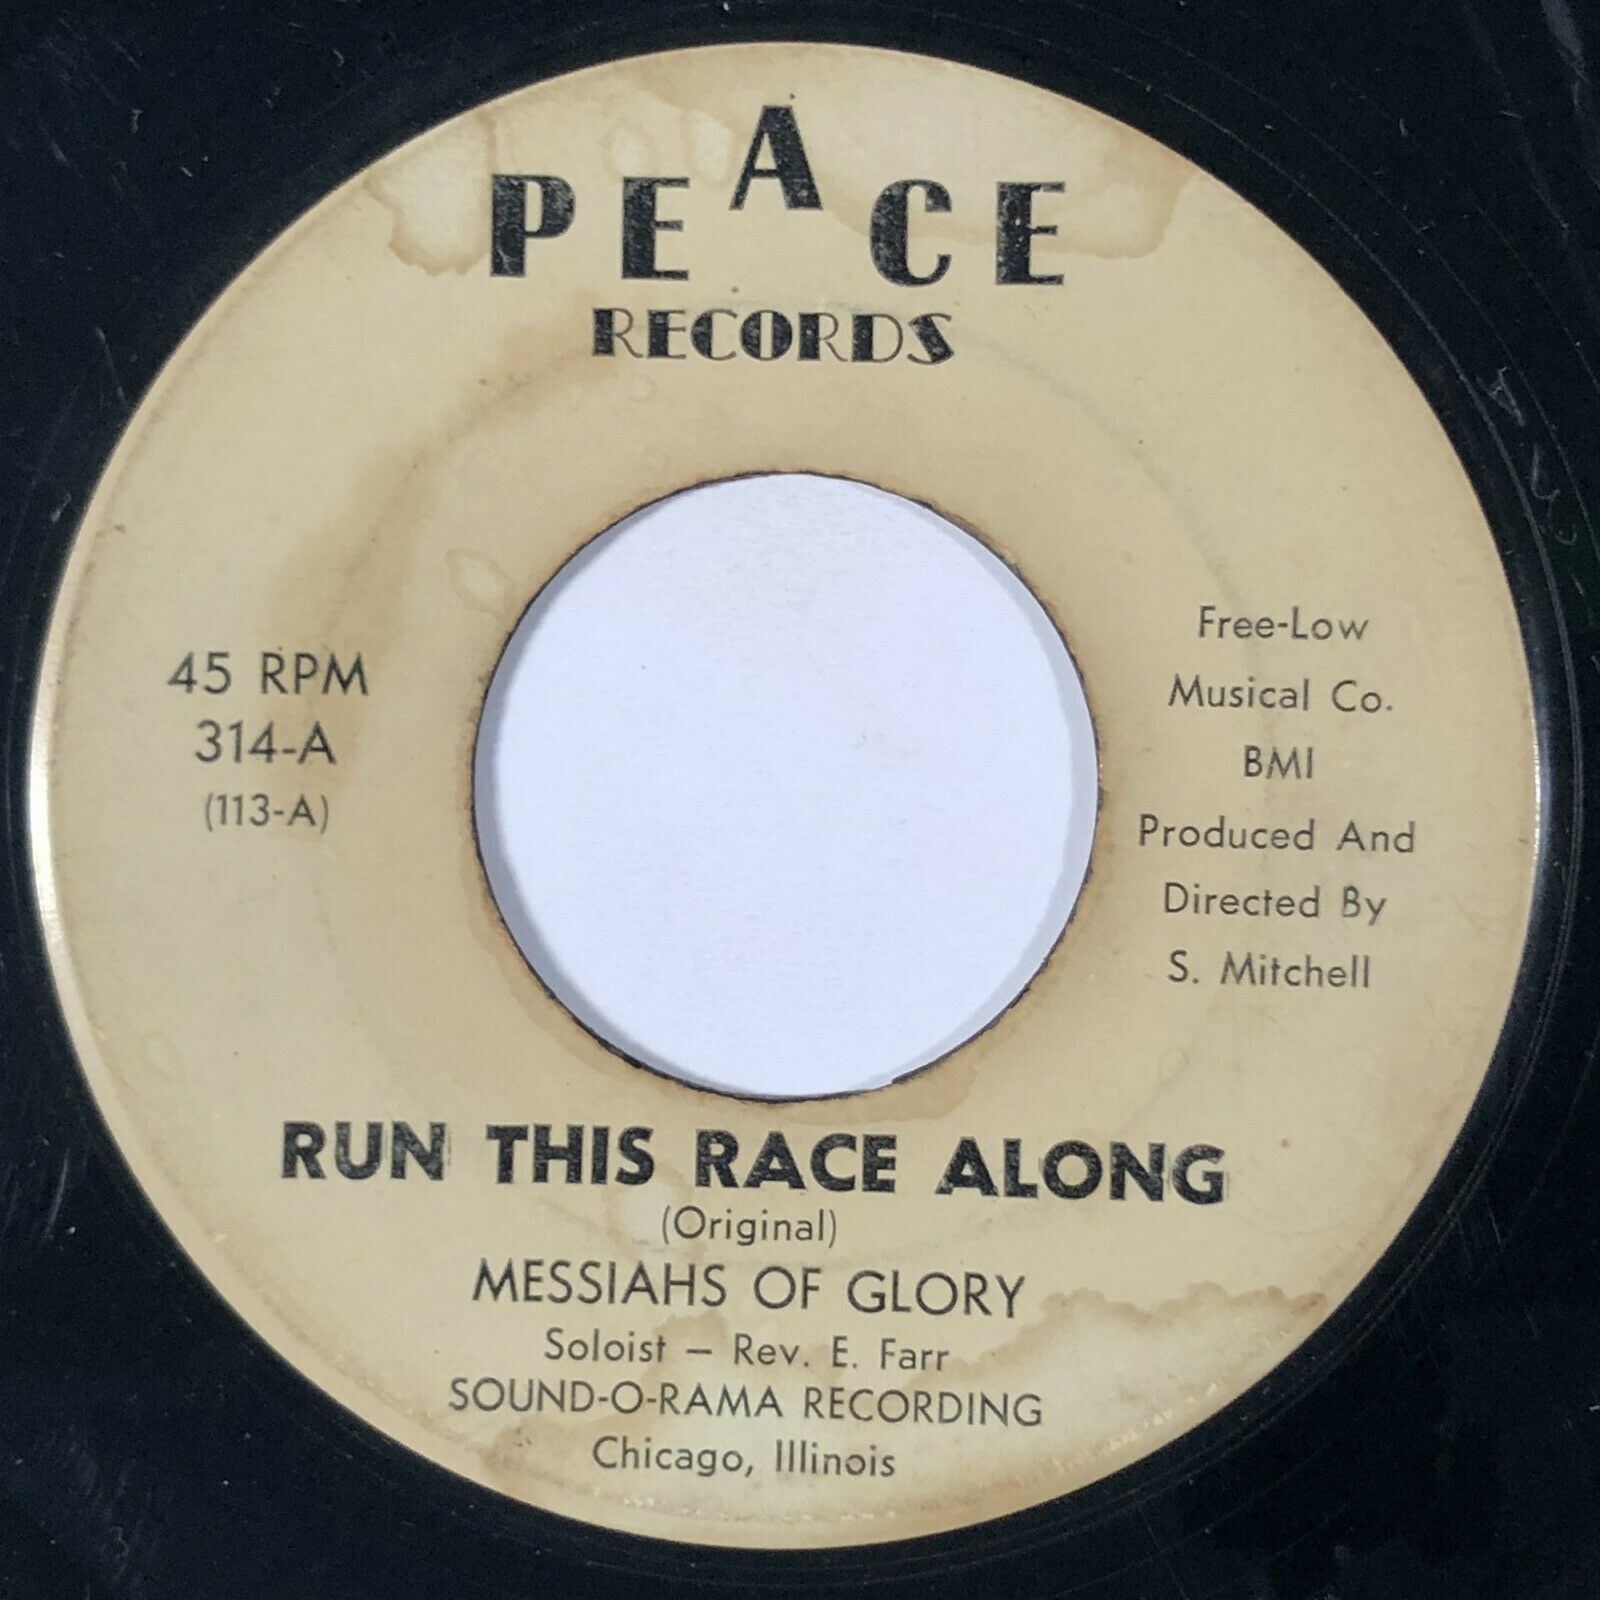 PEACE
RECORDS
45 RPM
314-A
(113-A)
Free-Low
Musical Co.
BMI
Produced And
Directed By
S. Mitchell
RUN THIS RACE ALONG
(Original)
MESSIAHS OF GLORY
Soloist — Rev. E. Farr
SOUND-O-RAMA RECORDING
Chicago, Illinois